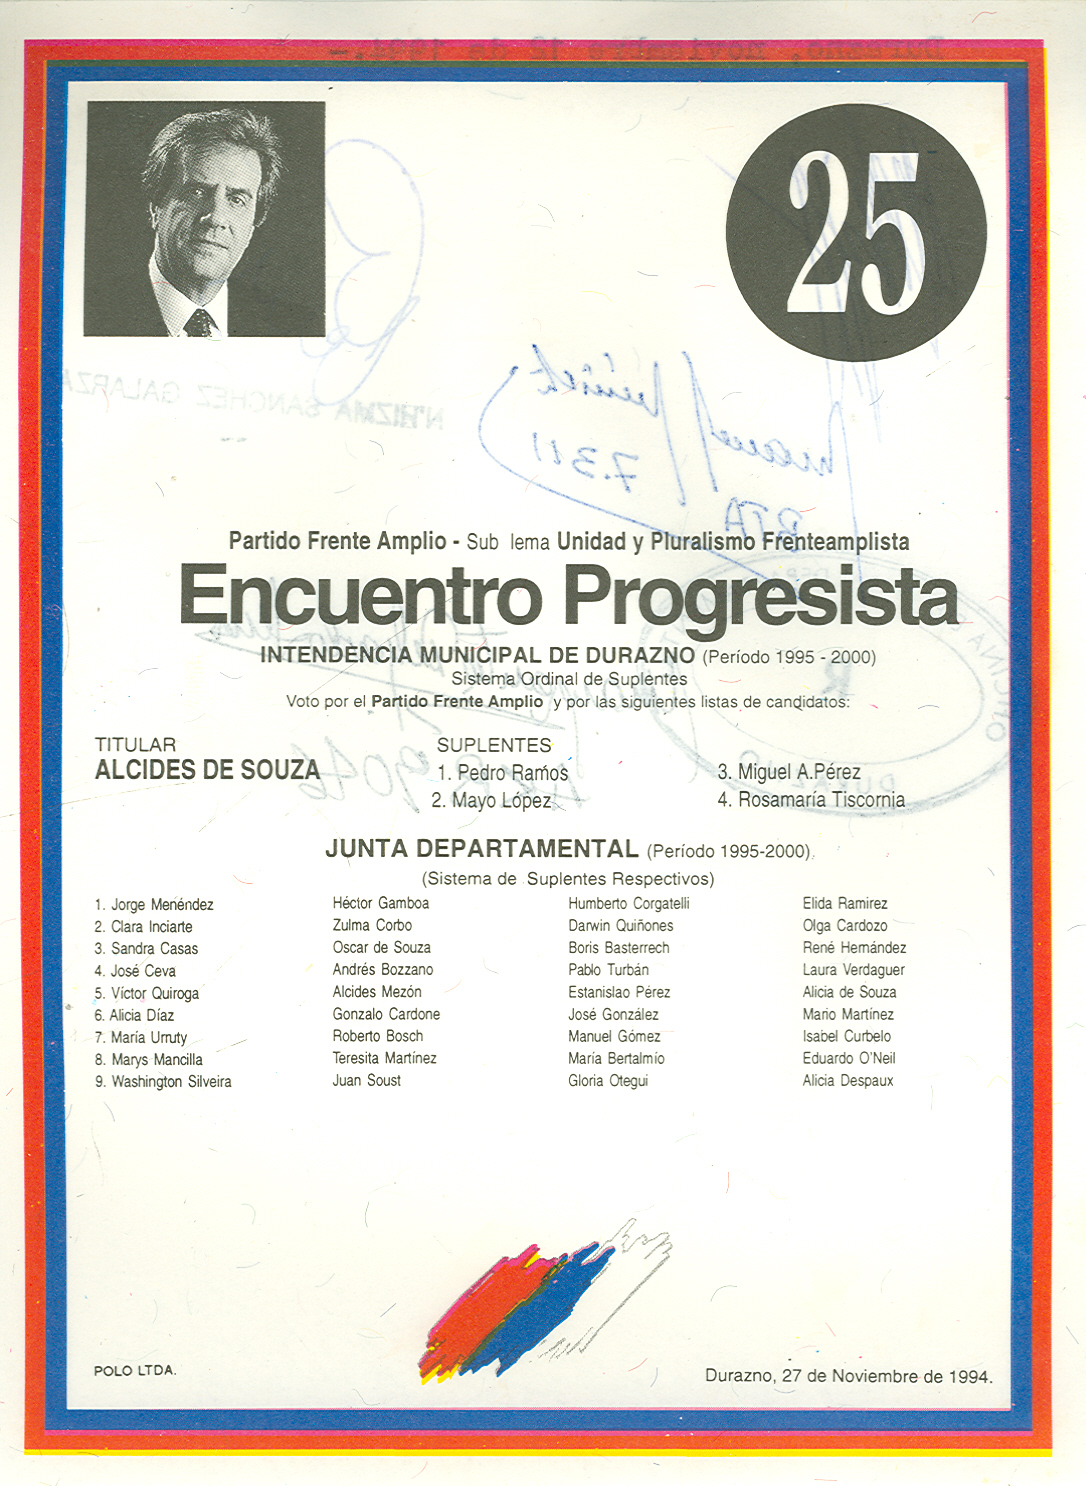 25
Partido Frente Amplio - Sub lema Unidad y Pluralismo Frenteamplista
Encuentro Progresista
INTENDENCIA MUNICIPAL DE DURAZNO (Período 1995 - 2000)
Sistema Ordinal de Suplentes
Voto por el Partido Frente Amplio y por las siguientes listas de candidatos:
TITULAR
ALCIDES DE SOUZA
SUPLENTES
1. Pedro Ramos
2. Mayo López
3. Miguel A.Pérez
4. Rosamaría Tiscornia
JUNTA DEPARTAMENTAL (Período 1995-2000)
(Sistema de Suplentes Respectivos)
1. Jorge Menéndez Héctor Gamboa Humberto Corgatelli Elida Ramirez
2. Clara Inciarte Zulma Corbo Darwin Quiñones Olga Cardozo
3. Sandra Casas Oscar de Souza Boris Basterrech René Hernández
4. José Ceva Andrés Bozzano Pablo Turbán Laura Verdaguer
5. Víctor Quiroga Alcides Mezón Estanislao Pérez Alicia de Souza
6. Alicia Díaz Gonzalo Cardone José González Mario Martínez
7. María Urruty Roberto Bosch Manuel Gómez Isabel Curbelo
8. Marys Mancilla Teresita Martínez María Bertalmío Eduardo O'Neil
9. Washington Silveira Juan Soust Gloria Otegui Alicia Despaux
POLO LTDA.
Durazno, 27 de Noviembre de 1994.